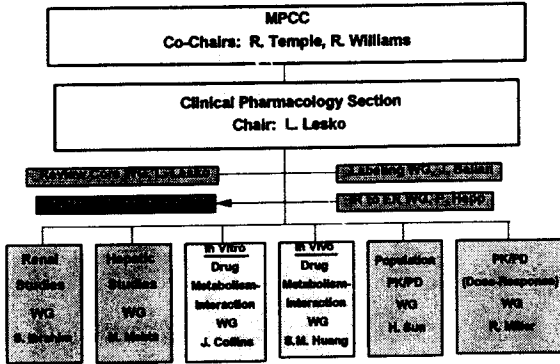 MPCC
Co-Chairs: R. Temple, R. Williams
Clinical Pharmacology Section
Chair: L. Lesko
Renal
Studies
WG
S. Ibrahim
Hepatic
Studies
WG
M. Mehta
In Vitro
Drug
Metabolism-
Interaction
WG
J. Collins
In Vivo
Drug
Metabolism-
Interaction
WG
S.M. Huang
Population
PK/PD
WG
H. Sun
PK/PD
(Dose-Response)
WG
R. Miller